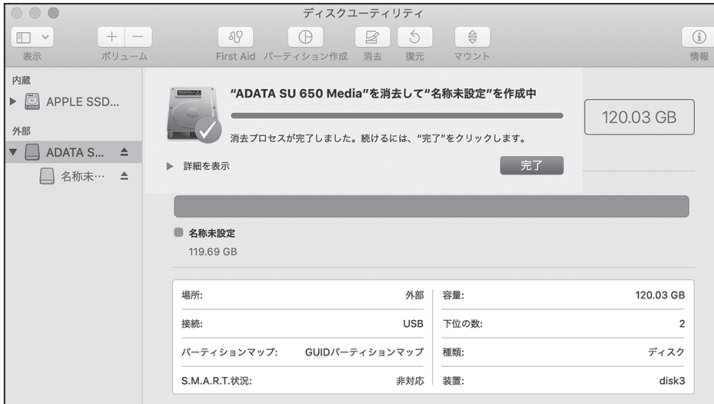 ディスクユーティリティ
表示
ボリューム
First Aid パーティション作成 消去 復元 マウント
情報
内蔵
APPLE SSD...
外部
ADATA S...
名称未…
“ADATA SU 650 Media”を消去して“名称未設定”を作成中
消去プロセスが完了しました。続けるには、“完了”をクリックします。
詳細を表示
完了
120.03 GB
名称未設定
119.69 GB
場所: 外部
接続: USB
パーティションマップ: GUIDパーティションマップ
S.M.A.R.T.状況: 非対応
容量: 120.03 GB
下位の数: 2
種類: ディスク
装置: disk3